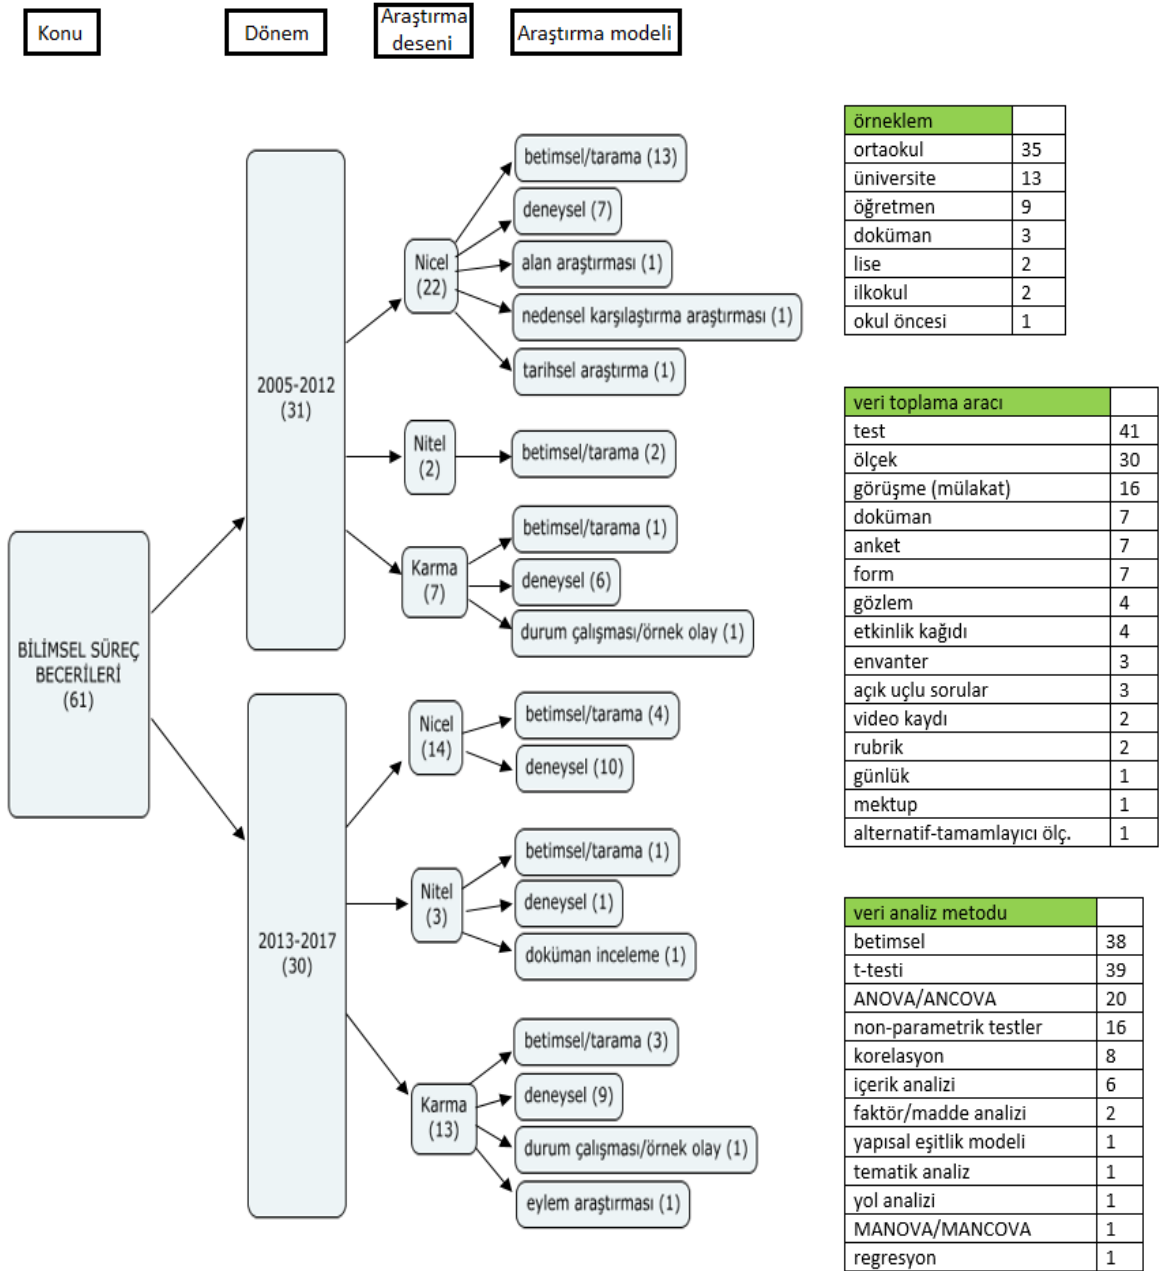 Konu
Dönem
Araştırma
deseni
Araştırma modeli
BİLİMSEL SÜREÇ
BECERİLERİ
(61)
2005-2012
(31)
Nicel
(22)
betimsel/tarama (13)
deneysel (7)
alan araştırması (1)
nedensel karşılaştırma araştırması (1)
tarihsel araştırma (1)
Nitel
(2)
betimsel/tarama (2)
Karma
(7)
betimsel/tarama (1)
deneysel (6)
durum çalışması/örnek olay (1)
2013-2017
(30)
Nicel
(14)
betimsel/tarama (4)
deneysel (10)
Nitel
(3)
betimsel/tarama (1)
deneysel (1)
doküman inceleme (1)
Karma
(13)
betimsel/tarama (3)
deneysel (9)
durum çalışması/örnek olay (1)
eylem araştırması (1)
örneklem
ortaokul 35
üniversite 13
öğretmen 9
doküman 3
lise 2
ilkokul 2
okul öncesi 1
veri toplama aracı
test 41
ölçek 30
görüşme (mülakat) 16
doküman 7
anket 7
form 7
gözlem 4
etkinlik kağıdı 4
envanter 3
açık uçlu sorular 3
video kaydı 2
rubrik 2
günlük 1
mektup 1
alternatif-tamamlayıcı ölç. 1
veri analiz metodu
betimsel 38
t-testi 39
ANOVA/ANCOVA 20
non-parametrik testler 16
korelasyon 8
içerik analizi 6
faktör/madde analizi 2
yapısal eşitlik modeli 1
tematik analiz 1
yol analizi 1
MANOVA/MANCOVA 1
regresyon 1